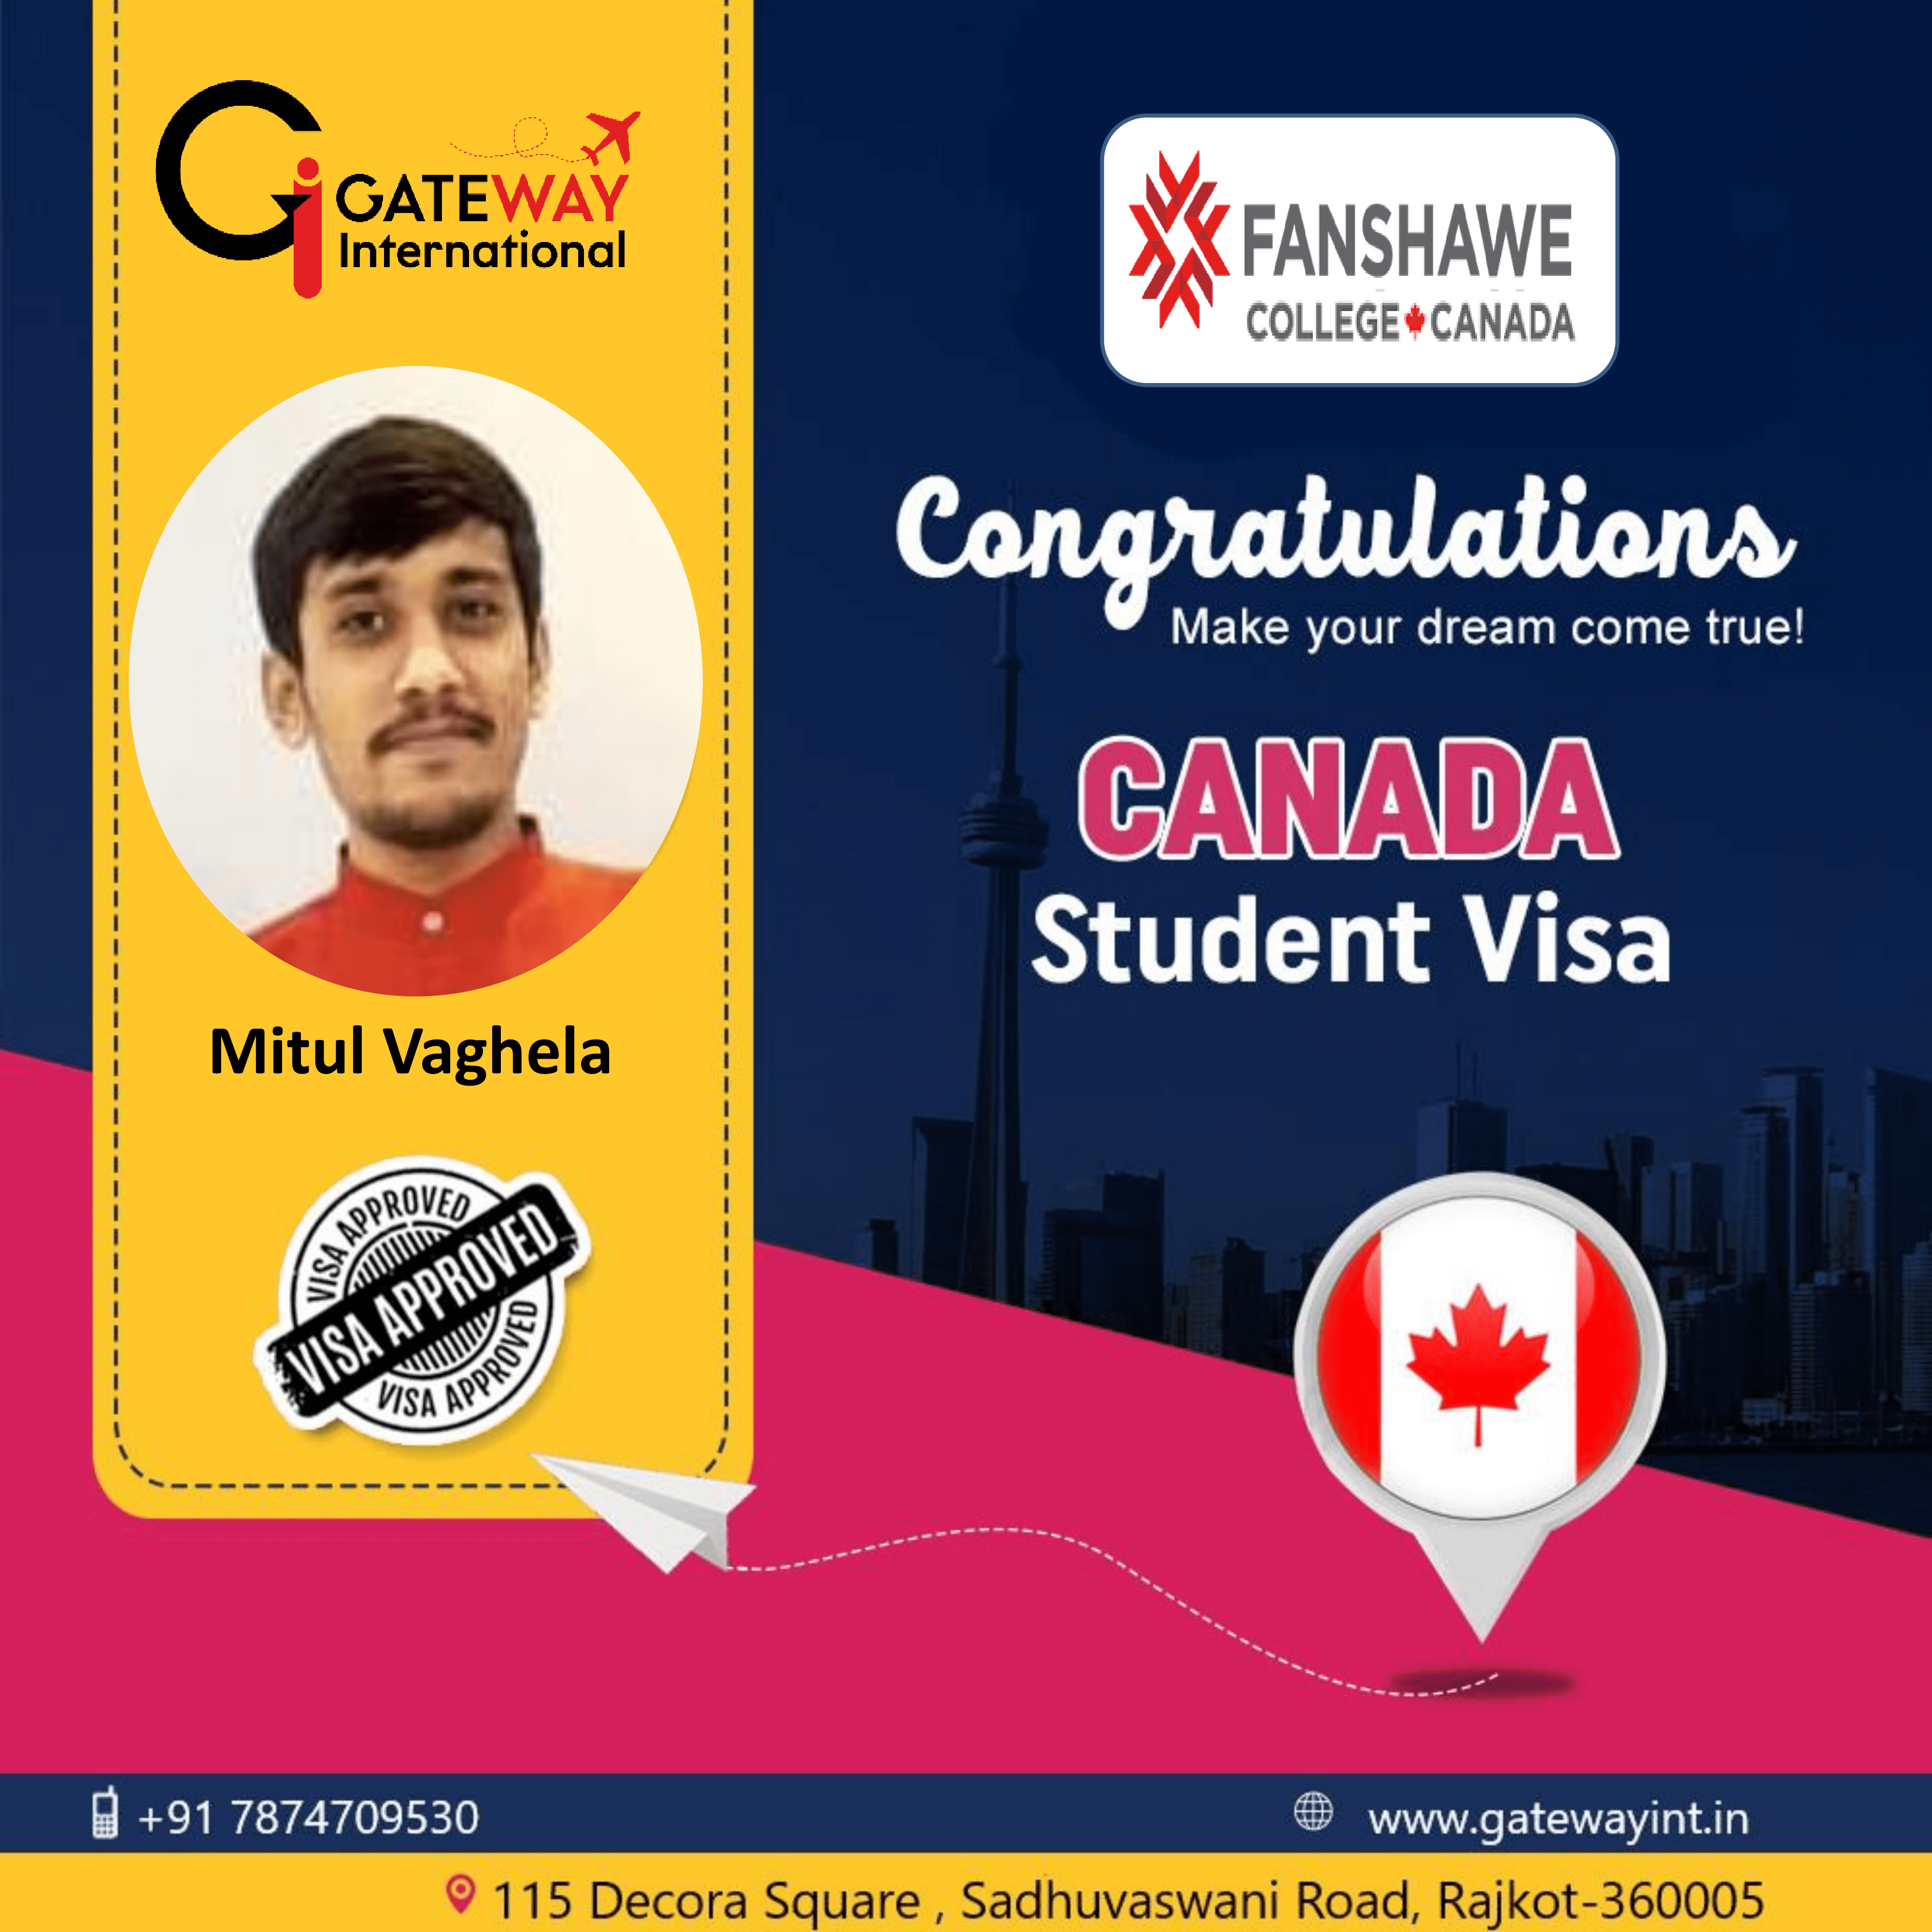 GATEWAY
International
Mitul Vaghela
VISA APPROVED
VISA APPROVED
VISA APPROVED
FANSHAWE
COLLEGE CANADA
Congratulations
Make your dream come true!
CANADA
Student Visa
+91 7874709530
www.gatewayint.in
115 Decora Square , Sadhuvaswani Road, Rajkot-360005